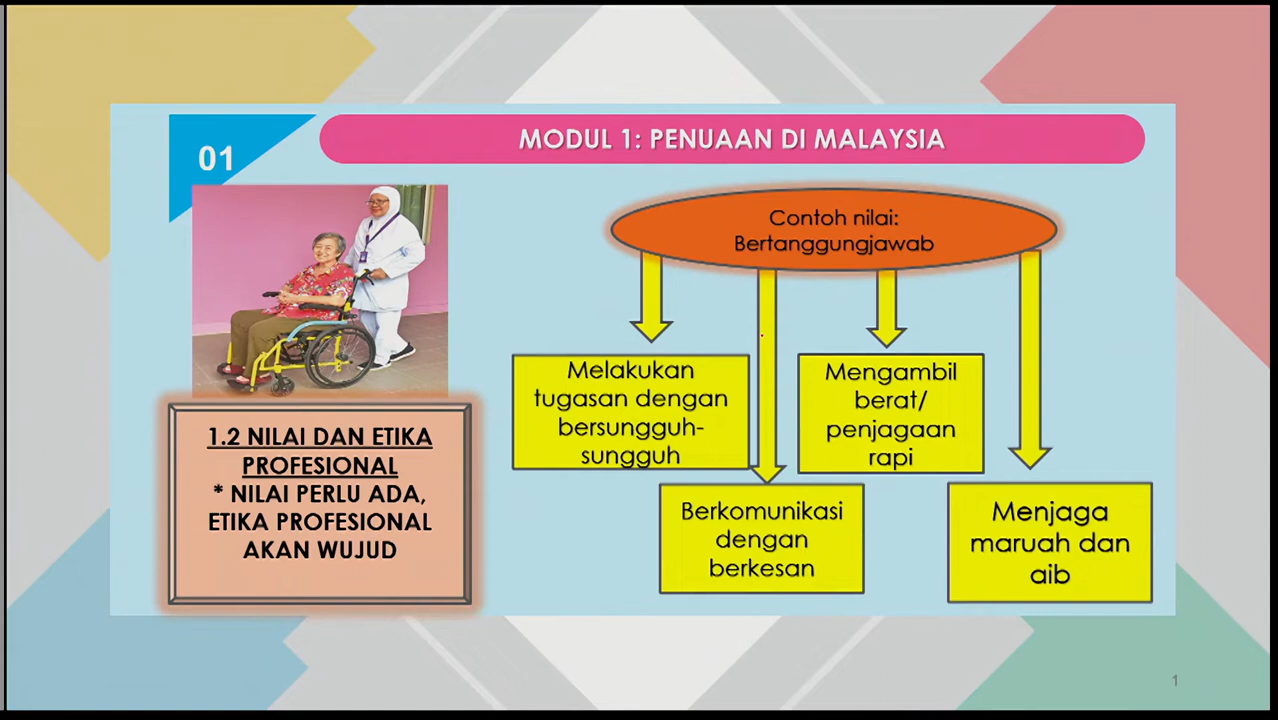 01
MODUL 1: PENUAAN DI MALAYSIA
Contoh nilai:
Bertanggungjawab
Melakukan
tugasan dengan
bersungguh-
sungguh
Mengambil
berat/
penjagaan
rapi
1.2 NILAI DAN ETIKA
PROFESIONAL
* NILAI PERLU ADA,
ETIKA PROFESIONAL
AKAN WUJUD
Berkomunikasi
dengan
berkesan
Menjaga
maruah dan
aib
1